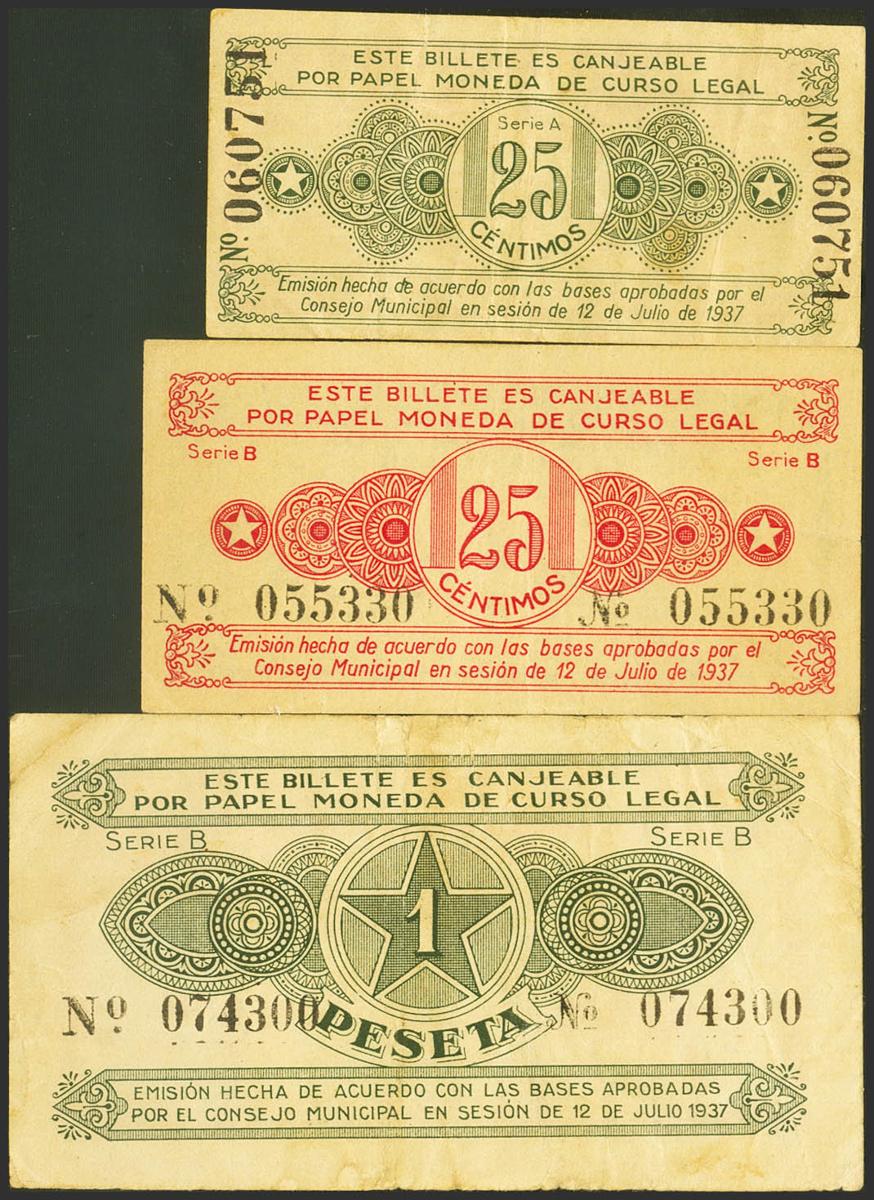 ESTE BILLETE ES CANJEABLE
POR PAPEL MONEDA DE CURSO LEGAL
Nº 060751
Serie A
25
CÉNTIMOS
Nº 060751
Emisión hecha de acuerdo con las bases aprobadas por el
Consejo Municipal en sesión de 12 de Julio de 1937
ESTE BILLETE ES CANJEABLE
POR PAPEL MONEDA DE CURSO LEGAL
Serie B Serie B
25
CÉNTIMOS
Nº 055330 Nº 055330
Emisión hecha de acuerdo con las bases aprobadas por el
Consejo Municipal en sesión de 12 de Julio de 1937
ESTE BILLETE ES CANJEABLE
POR PAPEL MONEDA DE CURSO LEGAL
SERIE B SERIE B
1
Nº 074300 Nº 074300
PESETA
EMISIÓN HECHA DE ACUERDO CON LAS BASES APROBADAS
POR EL CONSEJO MUNICIPAL EN SESIÓN DE 12 DE JULIO 1937